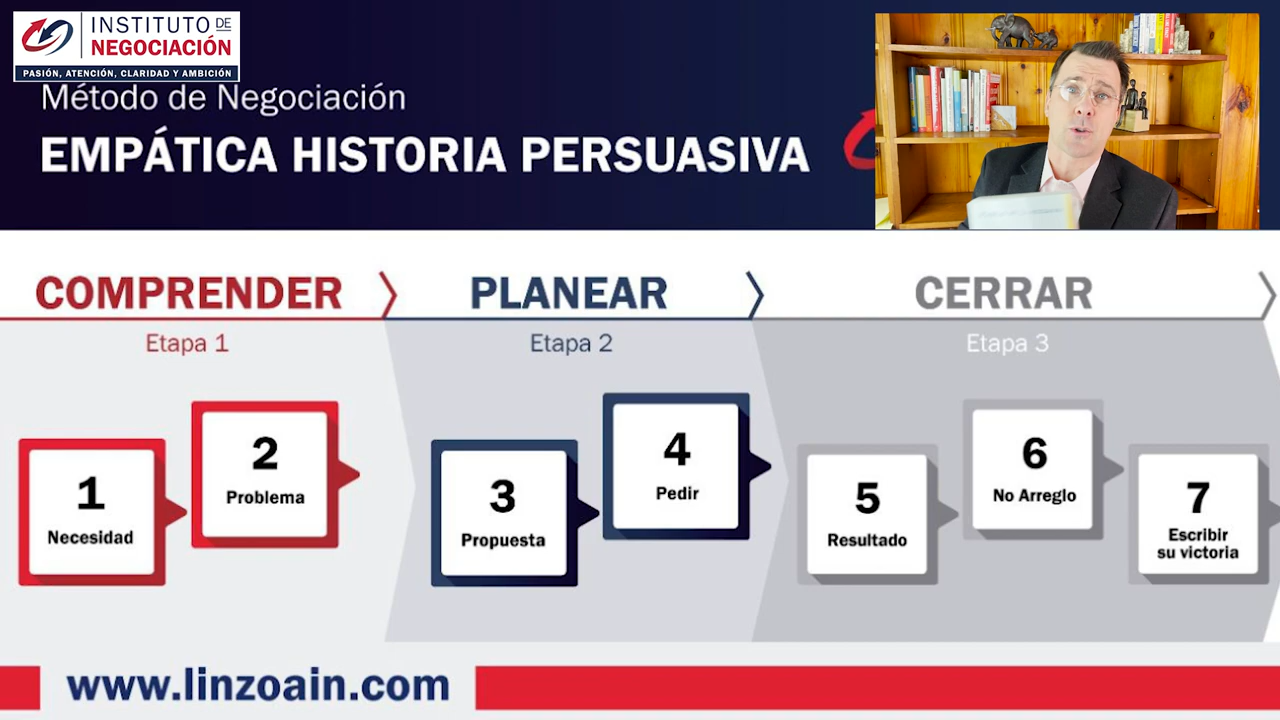 INSTITUTO DE
NEGOCIACIÓN
PASIÓN, ATENCIÓN, CLARIDAD Y AMBICIÓN
Método de Negociación
EMPÁTICA HISTORIA PERSUASIVA
COMPRENDER
PLANEAR
CERRAR
Etapa 1
Etapa 2
Etapa 3
1
Necesidad
2
Problema
3
Propuesta
4
Pedir
5
Resultado
6
No Arreglo
7
Escribir
su victoria
www.linzoain.com